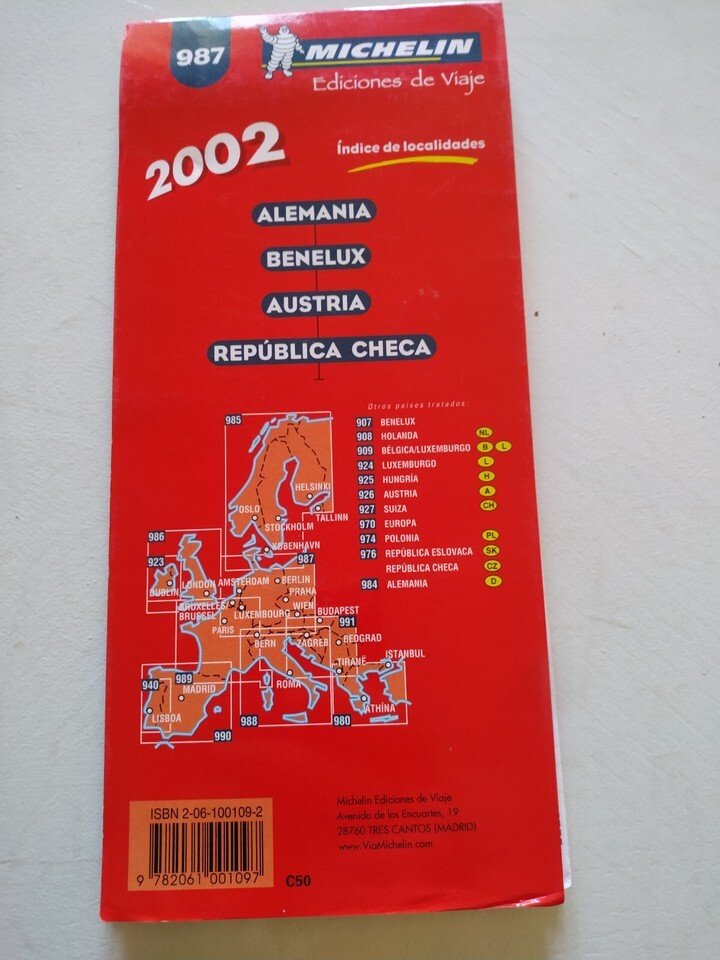 987
MICHELIN
Ediciones de Viaje
2002
Índice de localidades
ALEMANIA
BENELUX
AUSTRIA
REPÚBLICA CHECA
Otros países tratados:
907 BENELUX
908 HOLANDA NL
909 BÉLGICA/LUXEMBURGO B L
924 LUXEMBURGO L
925 HUNGRÍA H
926 AUSTRIA A
927 SUIZA CH
970 EUROPA
974 POLONIA PL
976 REPÚBLICA ESLOVACA SK
REPÚBLICA CHECA CZ
984 ALEMANIA D
985
HELSINKI
OSLO
TALLINN
STOCKHOLM
986
KØBENHAVN
923
987
LONDON AMSTERDAM
BERLIN
DUBLIN
PRAHA
BRUXELLES
BRUSSEL
LUXEMBOURG
WIEN
BUDAPEST
PARIS
991
BERN
ZAGREB
BEOGRAD
ISTANBUL
TIRANË
940
989
MADRID
ROMA
LISBOA
ATHÍNA
988
980
990
ISBN 2-06-100109-2
9 782061 001097
C50
Michelin Ediciones de Viaje
Avenida de los Encuartes, 19
28760 TRES CANTOS (MADRID)
www.ViaMichelin.com